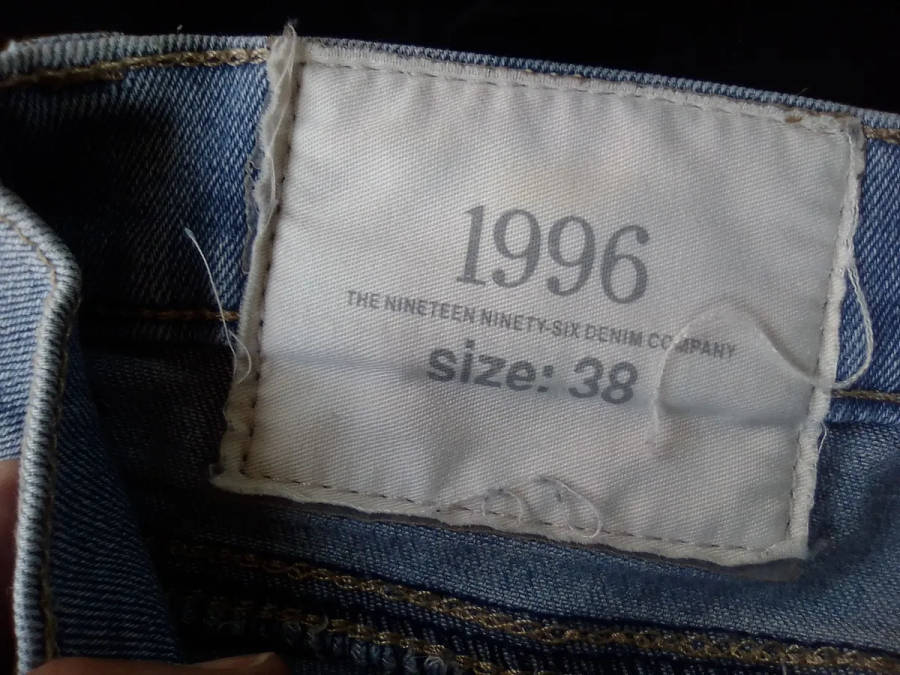 1996
THE NINETEEN NINETY-SIX DENIM COMPANY
size: 38